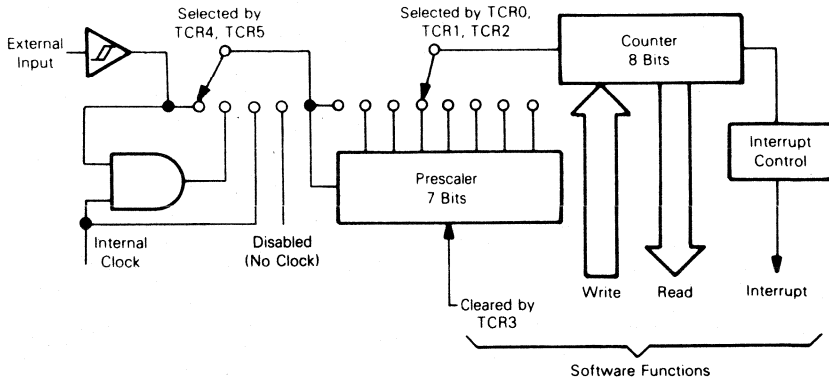 External
Input
Selected by
TCR4, TCR5
Selected by TCR0,
TCR1, TCR2
Counter
8 Bits
Interrupt
Control
Prescaler
7 Bits
Internal
Clock
Disabled
(No Clock)
Cleared by
TCR3
Write
Read
Interrupt
Software Functions